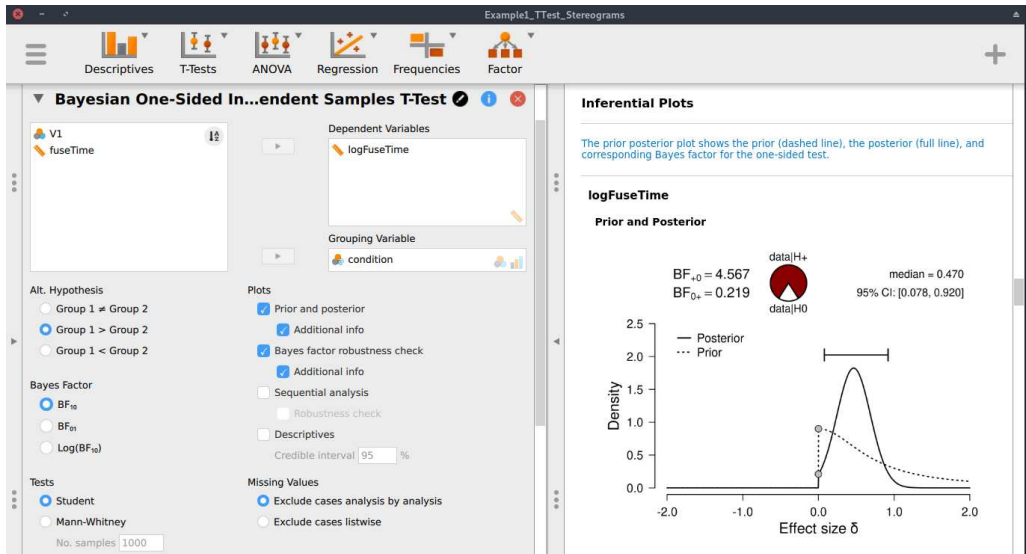 Example1_TTest_Stereograms
Descriptives
T-Tests
ANOVA
Regression
Frequencies
Factor
Bayesian One-Sided In...endent Samples T-Test
V1
fuseTime
Dependent Variables
logFuseTime
Grouping Variable
condition
Alt. Hypothesis
Group 1 ≠ Group 2
Group 1 > Group 2
Group 1 < Group 2
Bayes Factor
BF₁₀
BF₀₁
Log(BF₁₀)
Tests
Student
Mann-Whitney
No. samples 1000
Plots
Prior and posterior
Additional info
Bayes factor robustness check
Additional info
Sequential analysis
Robustness check
Descriptives
Credible interval 95 %
Missing Values
Exclude cases analysis by analysis
Exclude cases listwise
Inferential Plots
The prior posterior plot shows the prior (dashed line), the posterior (full line), and
corresponding Bayes factor for the one-sided test.
logFuseTime
Prior and Posterior
data|H+
BF₊₀ = 4.567
BF₀₊ = 0.219
data|H0
median = 0.470
95% CI: [0.078, 0.920]
Posterior
Prior
Density
2.5
2.0
1.5
1.0
0.5
0.0
-2.0 -1.0 0.0 1.0 2.0
Effect size δ